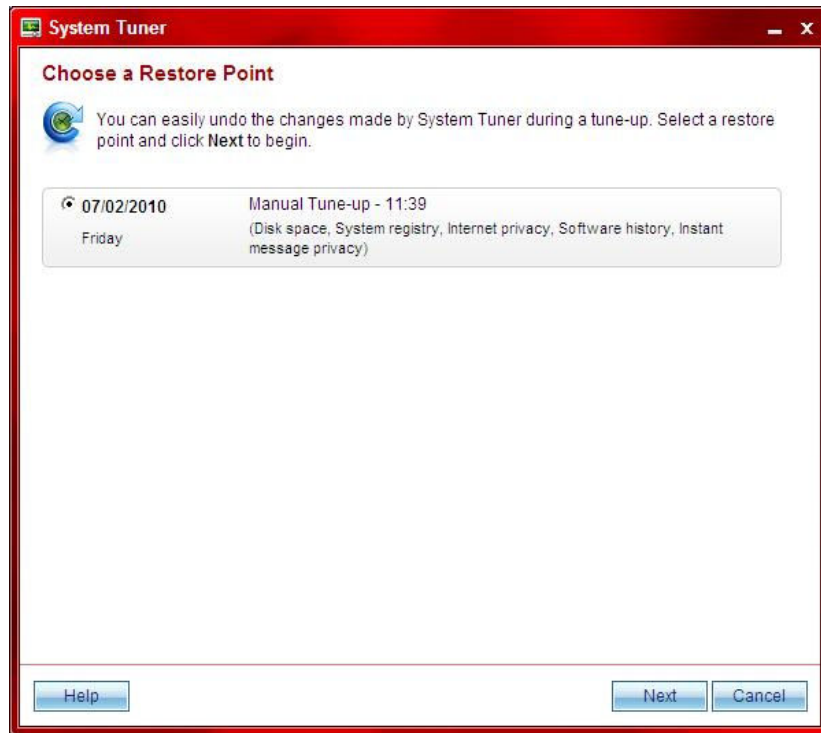 System Tuner
Choose a Restore Point
You can easily undo the changes made by System Tuner during a tune-up. Select a restore
point and click Next to begin.
07/02/2010 Manual Tune-up - 11:39
Friday (Disk space, System registry, Internet privacy, Software history, Instant
message privacy)
Help Next Cancel